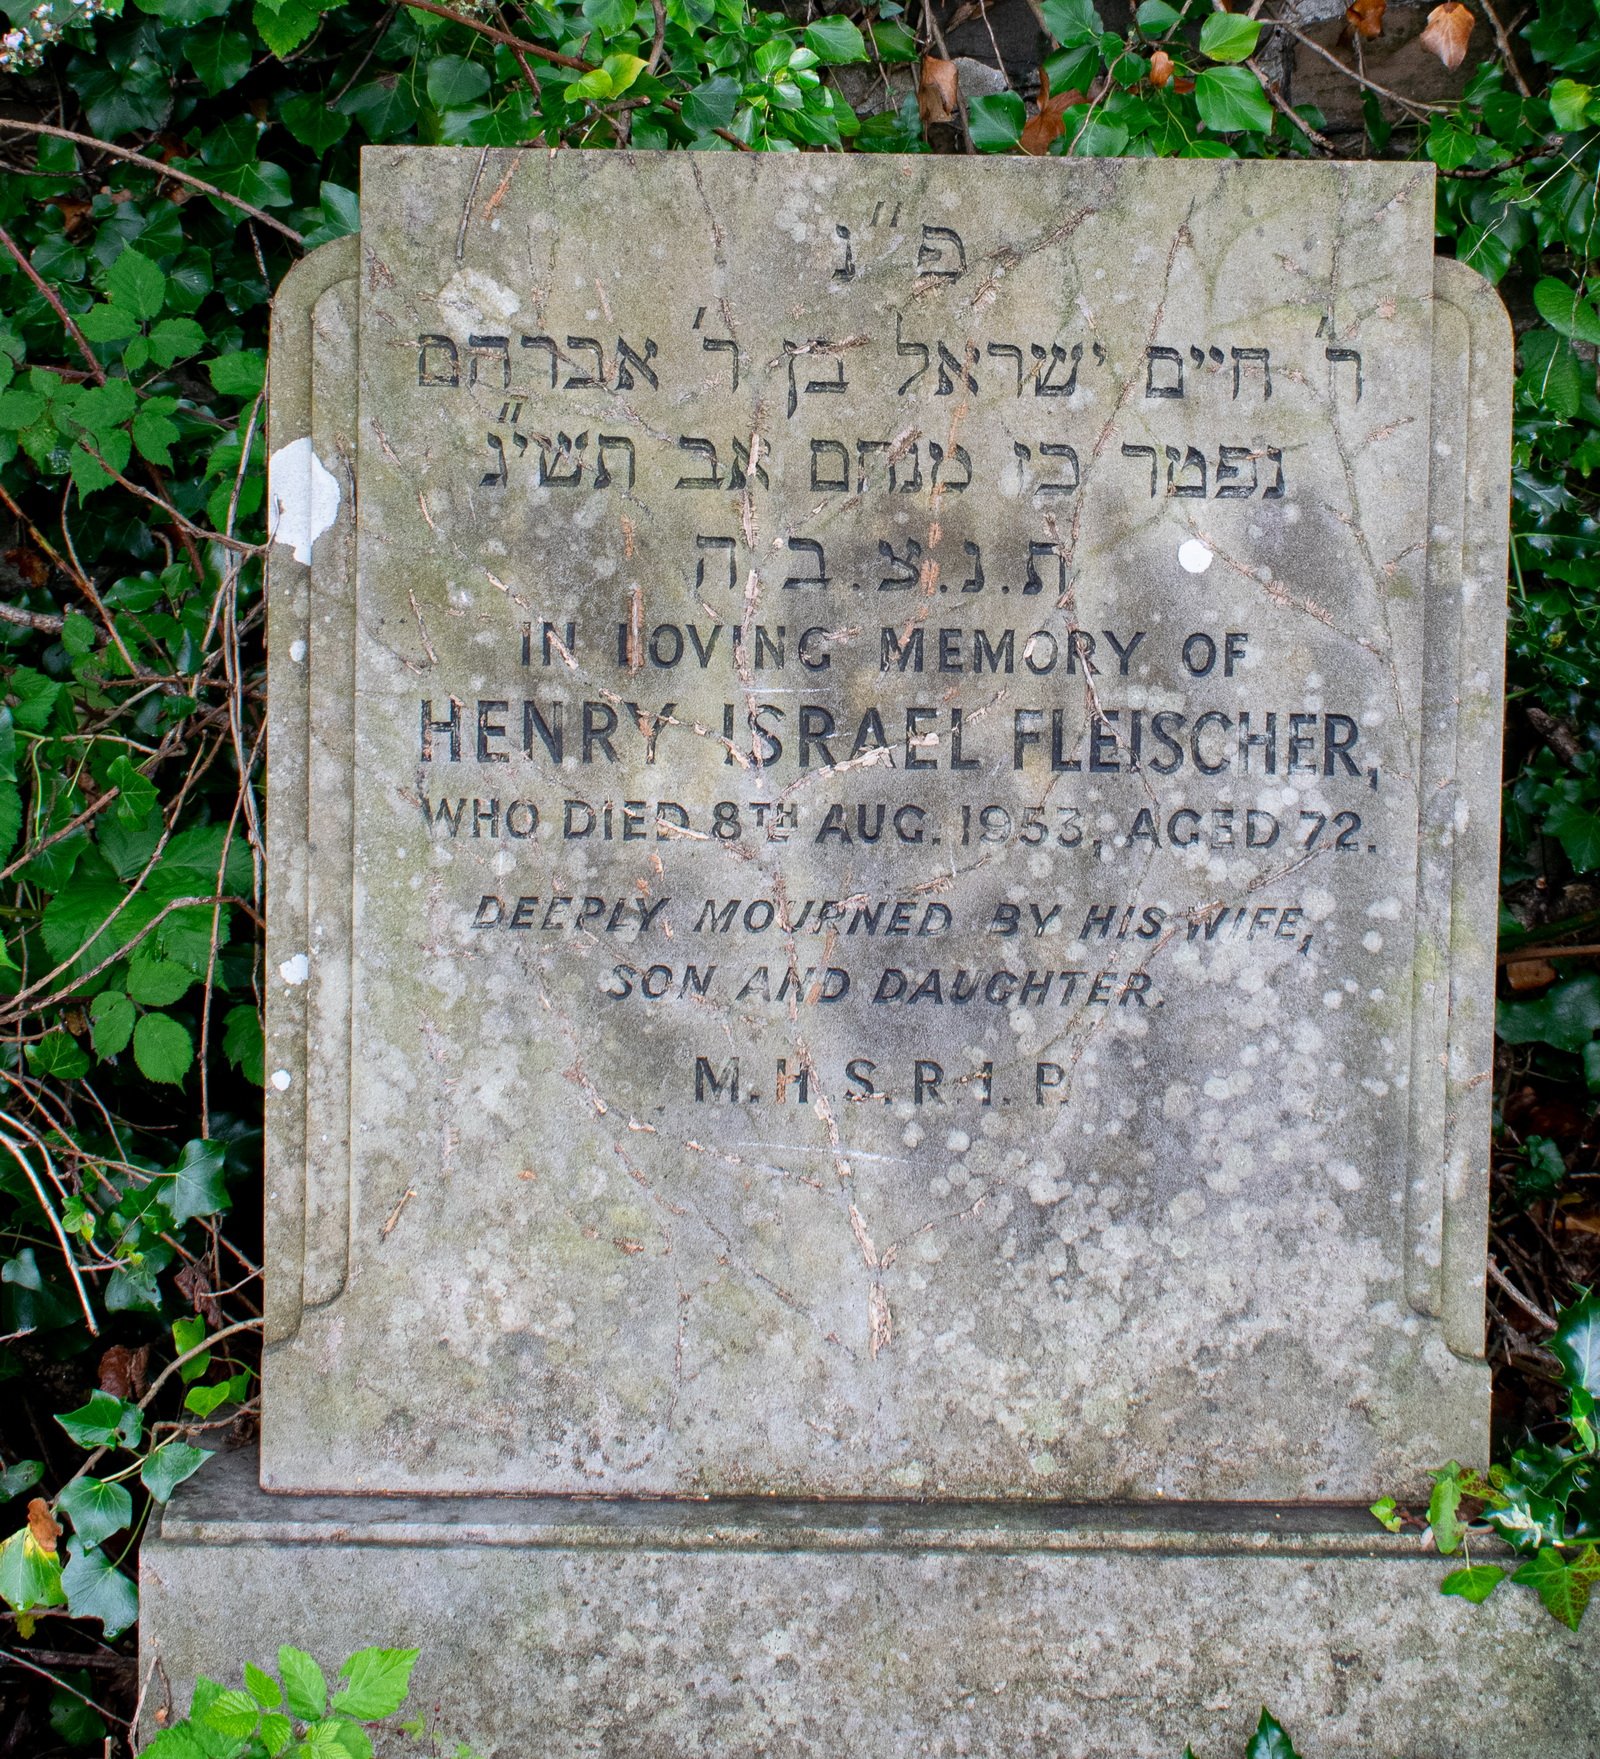 פ"נ
ר' חיים ישראל בן ר' אברהם
נפטר כז מנחם אב תשי"ג
ת.נ.צ.ב.ה
IN LOVING MEMORY OF
HENRY ISRAEL FLEISCHER,
WHO DIED 8TH AUG. 1953, AGED 72.
DEEPLY MOURNED BY HIS WIFE,
SON AND DAUGHTER.
M.H.S.R.I.P.